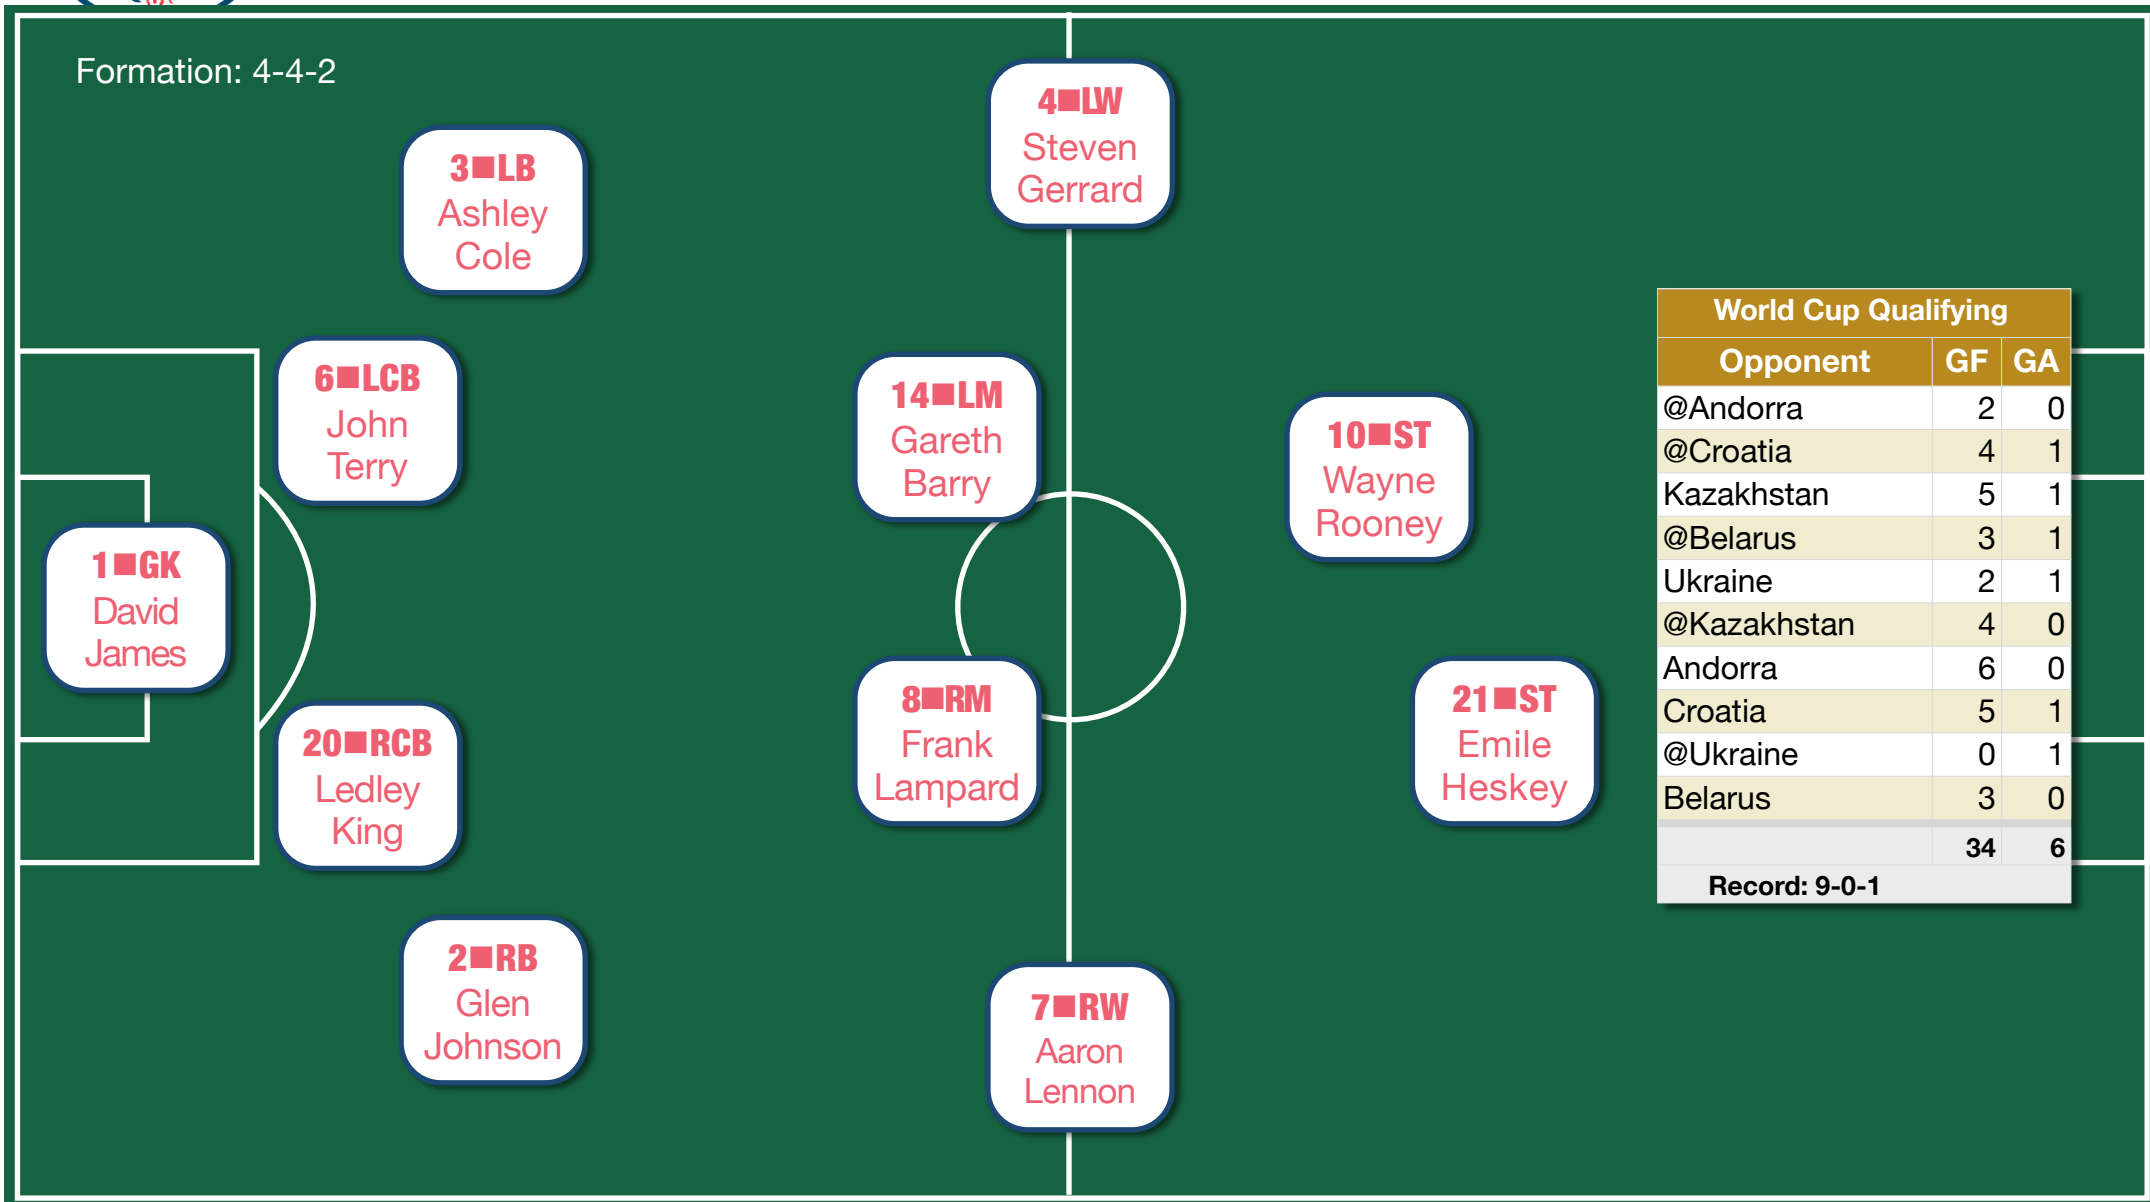 Formation: 4-4-2
4■LW
Steven
Gerrard
3■LB
Ashley
Cole
6■LCB
John
Terry
14■LM
Gareth
Barry
10■ST
Wayne
Rooney
1■GK
David
James
20■RCB
Ledley
King
8■RM
Frank
Lampard
21■ST
Emile
Heskey
2■RB
Glen
Johnson
7■RW
Aaron
Lennon
World Cup Qualifying
Opponent GF GA
@Andorra 2 0
@Croatia 4 1
Kazakhstan 5 1
@Belarus 3 1
Ukraine 2 1
@Kazakhstan 4 0
Andorra 6 0
Croatia 5 1
@Ukraine 0 1
Belarus 3 0
34 6
Record: 9-0-1